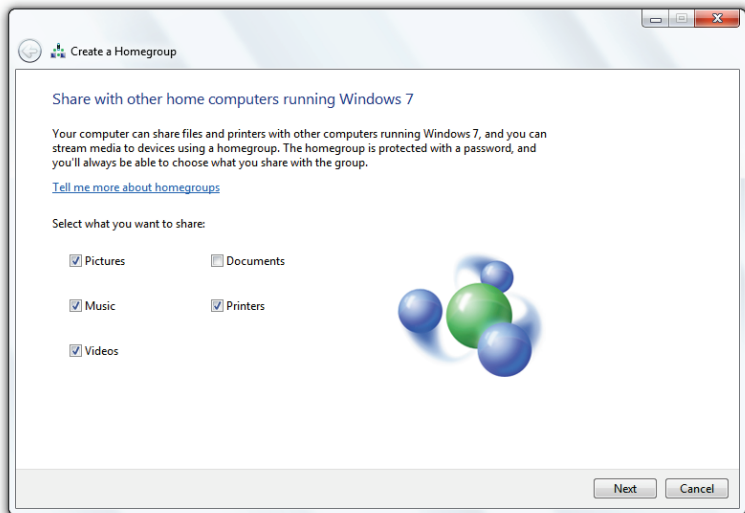 Create a Homegroup
Share with other home computers running Windows 7
Your computer can share files and printers with other computers running Windows 7, and you can
stream media to devices using a homegroup. The homegroup is protected with a password, and
you'll always be able to choose what you share with the group.
Tell me more about homegroups
Select what you want to share:
Pictures Documents
Music Printers
Videos
Next Cancel